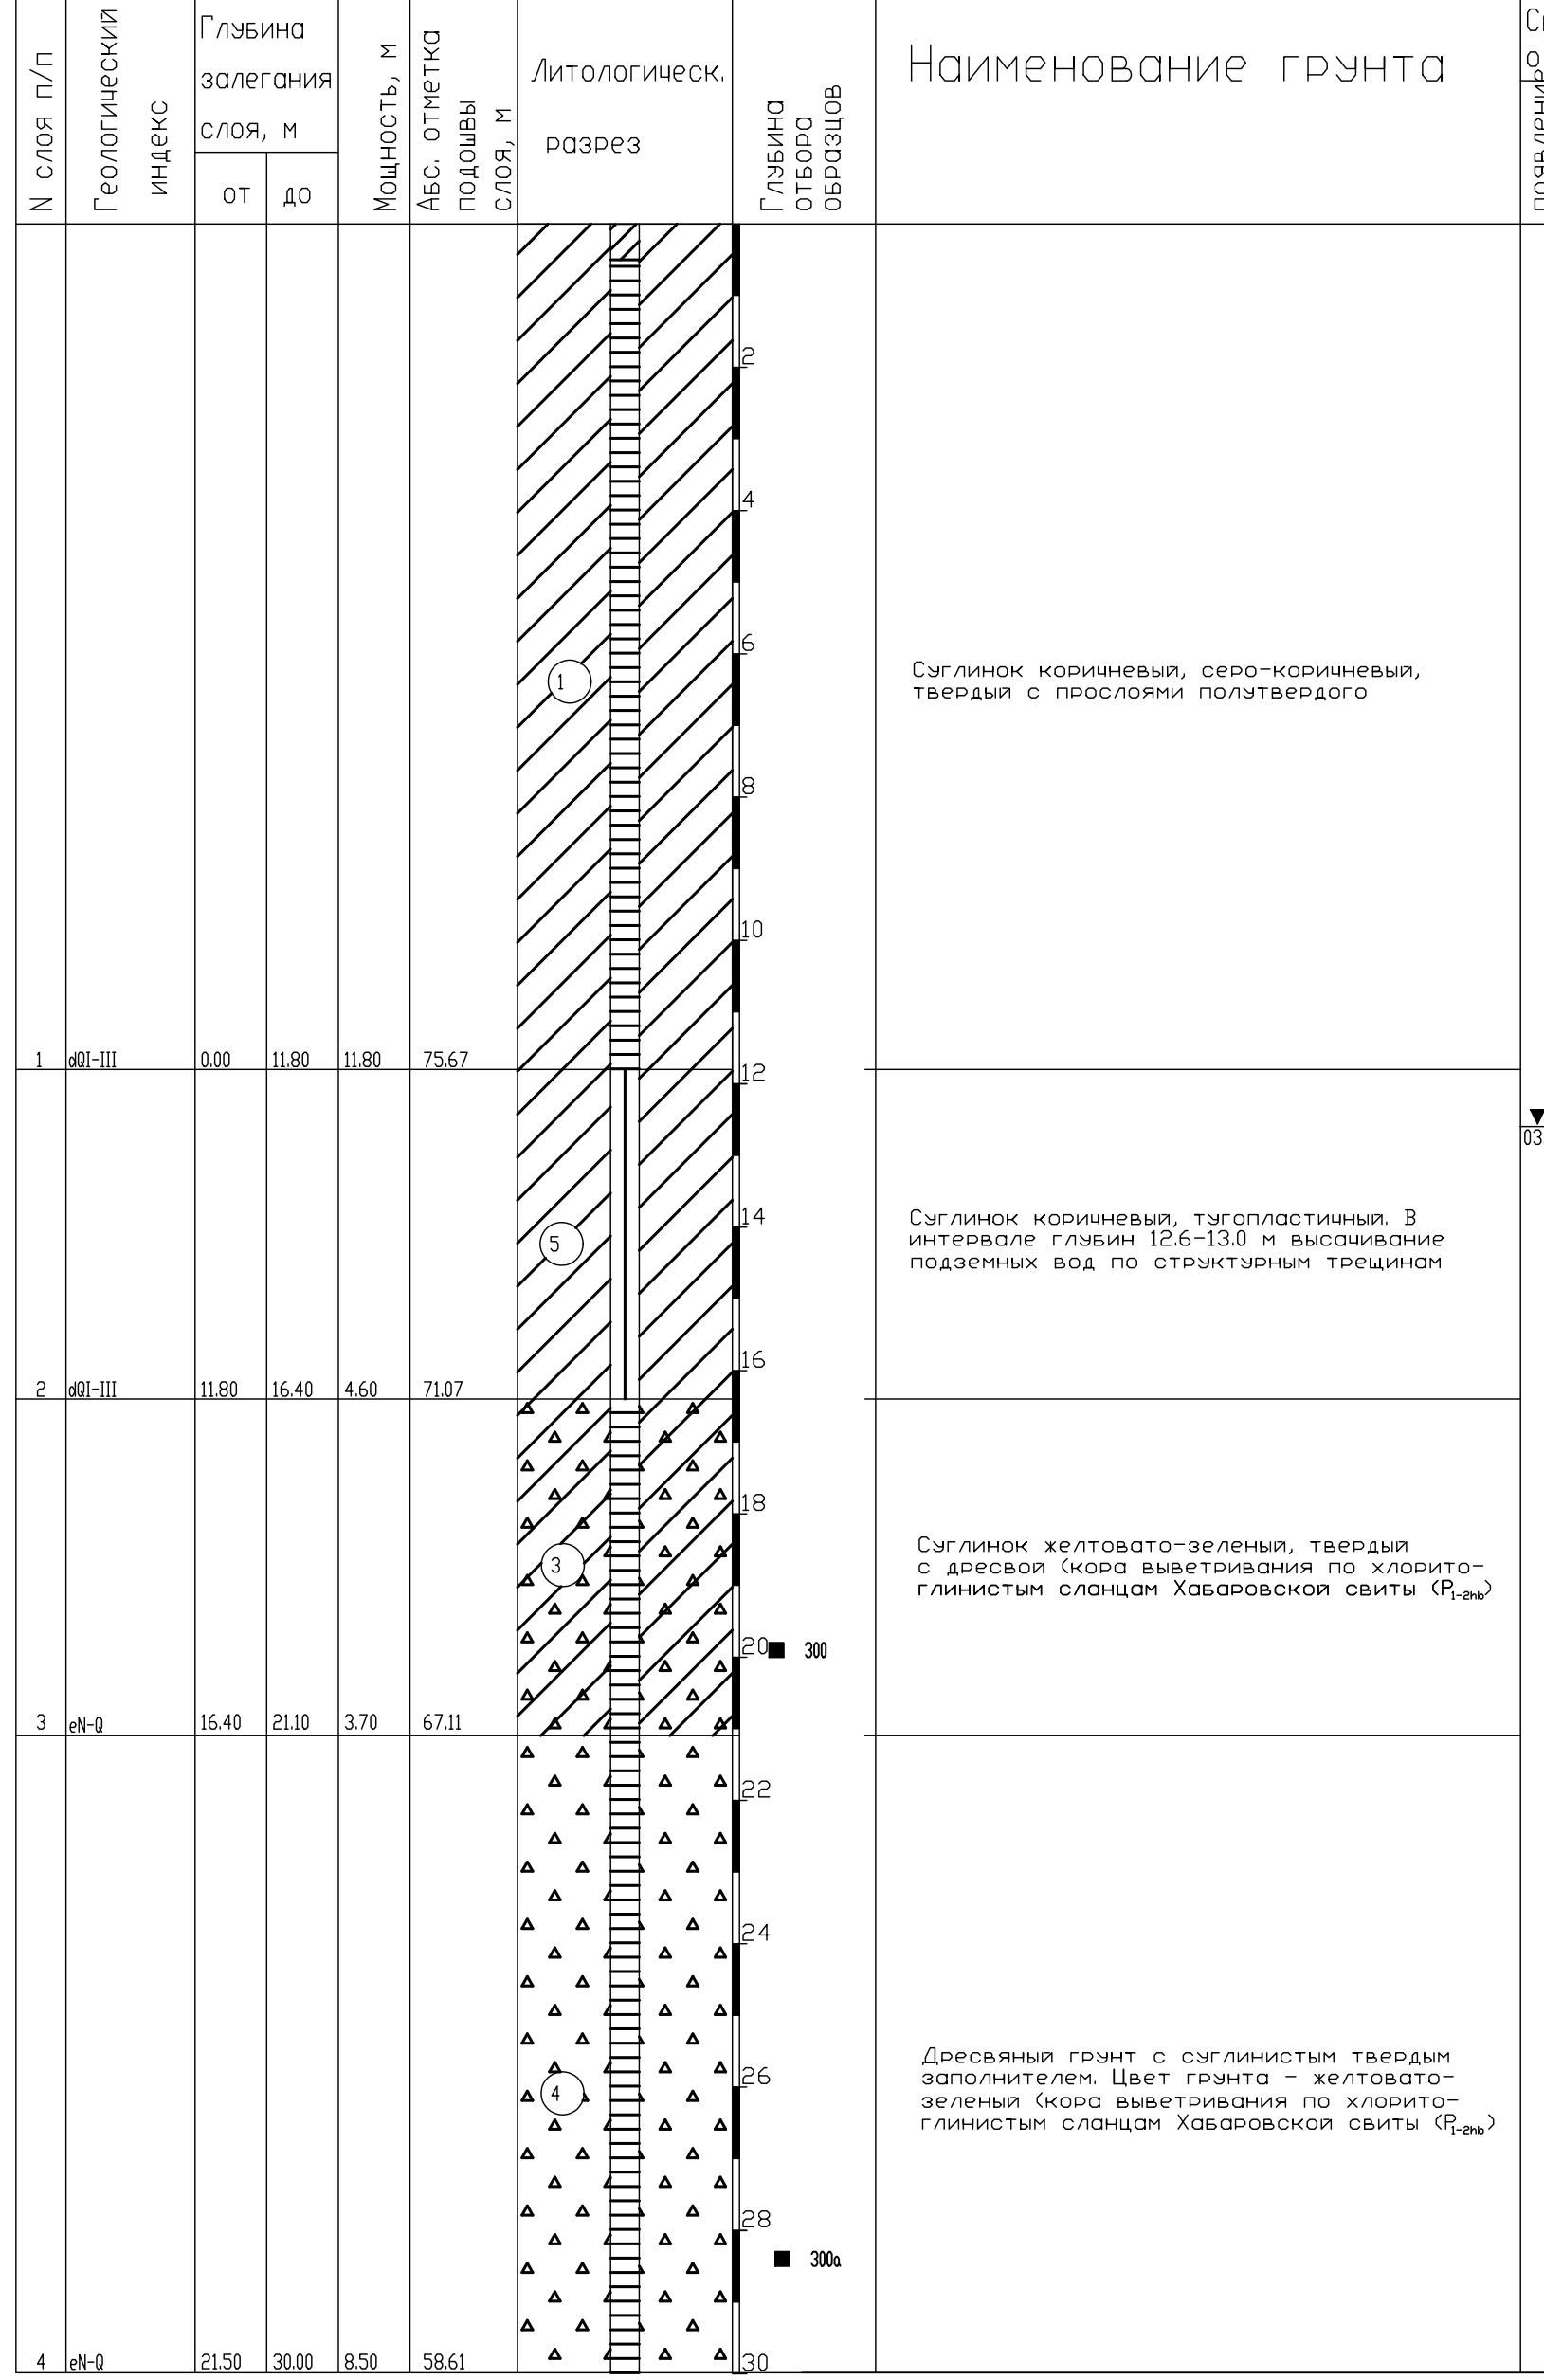 N слоя п/п
Геологический
индекс
Глубина
залегания
слоя, м
от
до
Мощность, м
Абс. отметка
подошвы
слоя, м
Литологическ.
разрез
Глубина
отбора
образцов
Наименование грунта
2
4
6
1
Суглинок коричневый, серо-коричневый,
твердый с прослоями полутвердого
8
10
1 dQI-III 0.00 11.80 11.80 75.67
12
03
14
5
Суглинок коричневый, тугопластичный. В
интервале глубин 12.6-13.0 м высачивание
подземных вод по структурным трещинам
16
2 dQI-III 11.80 16.40 4.60 71.07
18
3
Суглинок желтовато-зеленый, твердый
с дресвой (кора выветривания по хлорито-
глинистым сланцам Хабаровской свиты (P1-2hb)
20 300
3 eN-Q 16.40 21.10 3.70 67.11
22
24
26
4
Дресвяный грунт с суглинистым твердым
заполнителем. Цвет грунта - желтовато-
зеленый (кора выветривания по хлорито-
глинистым сланцам Хабаровской свиты (P1-2hb)
28
300а
4 eN-Q 21.50 30.00 8.50 58.61
30